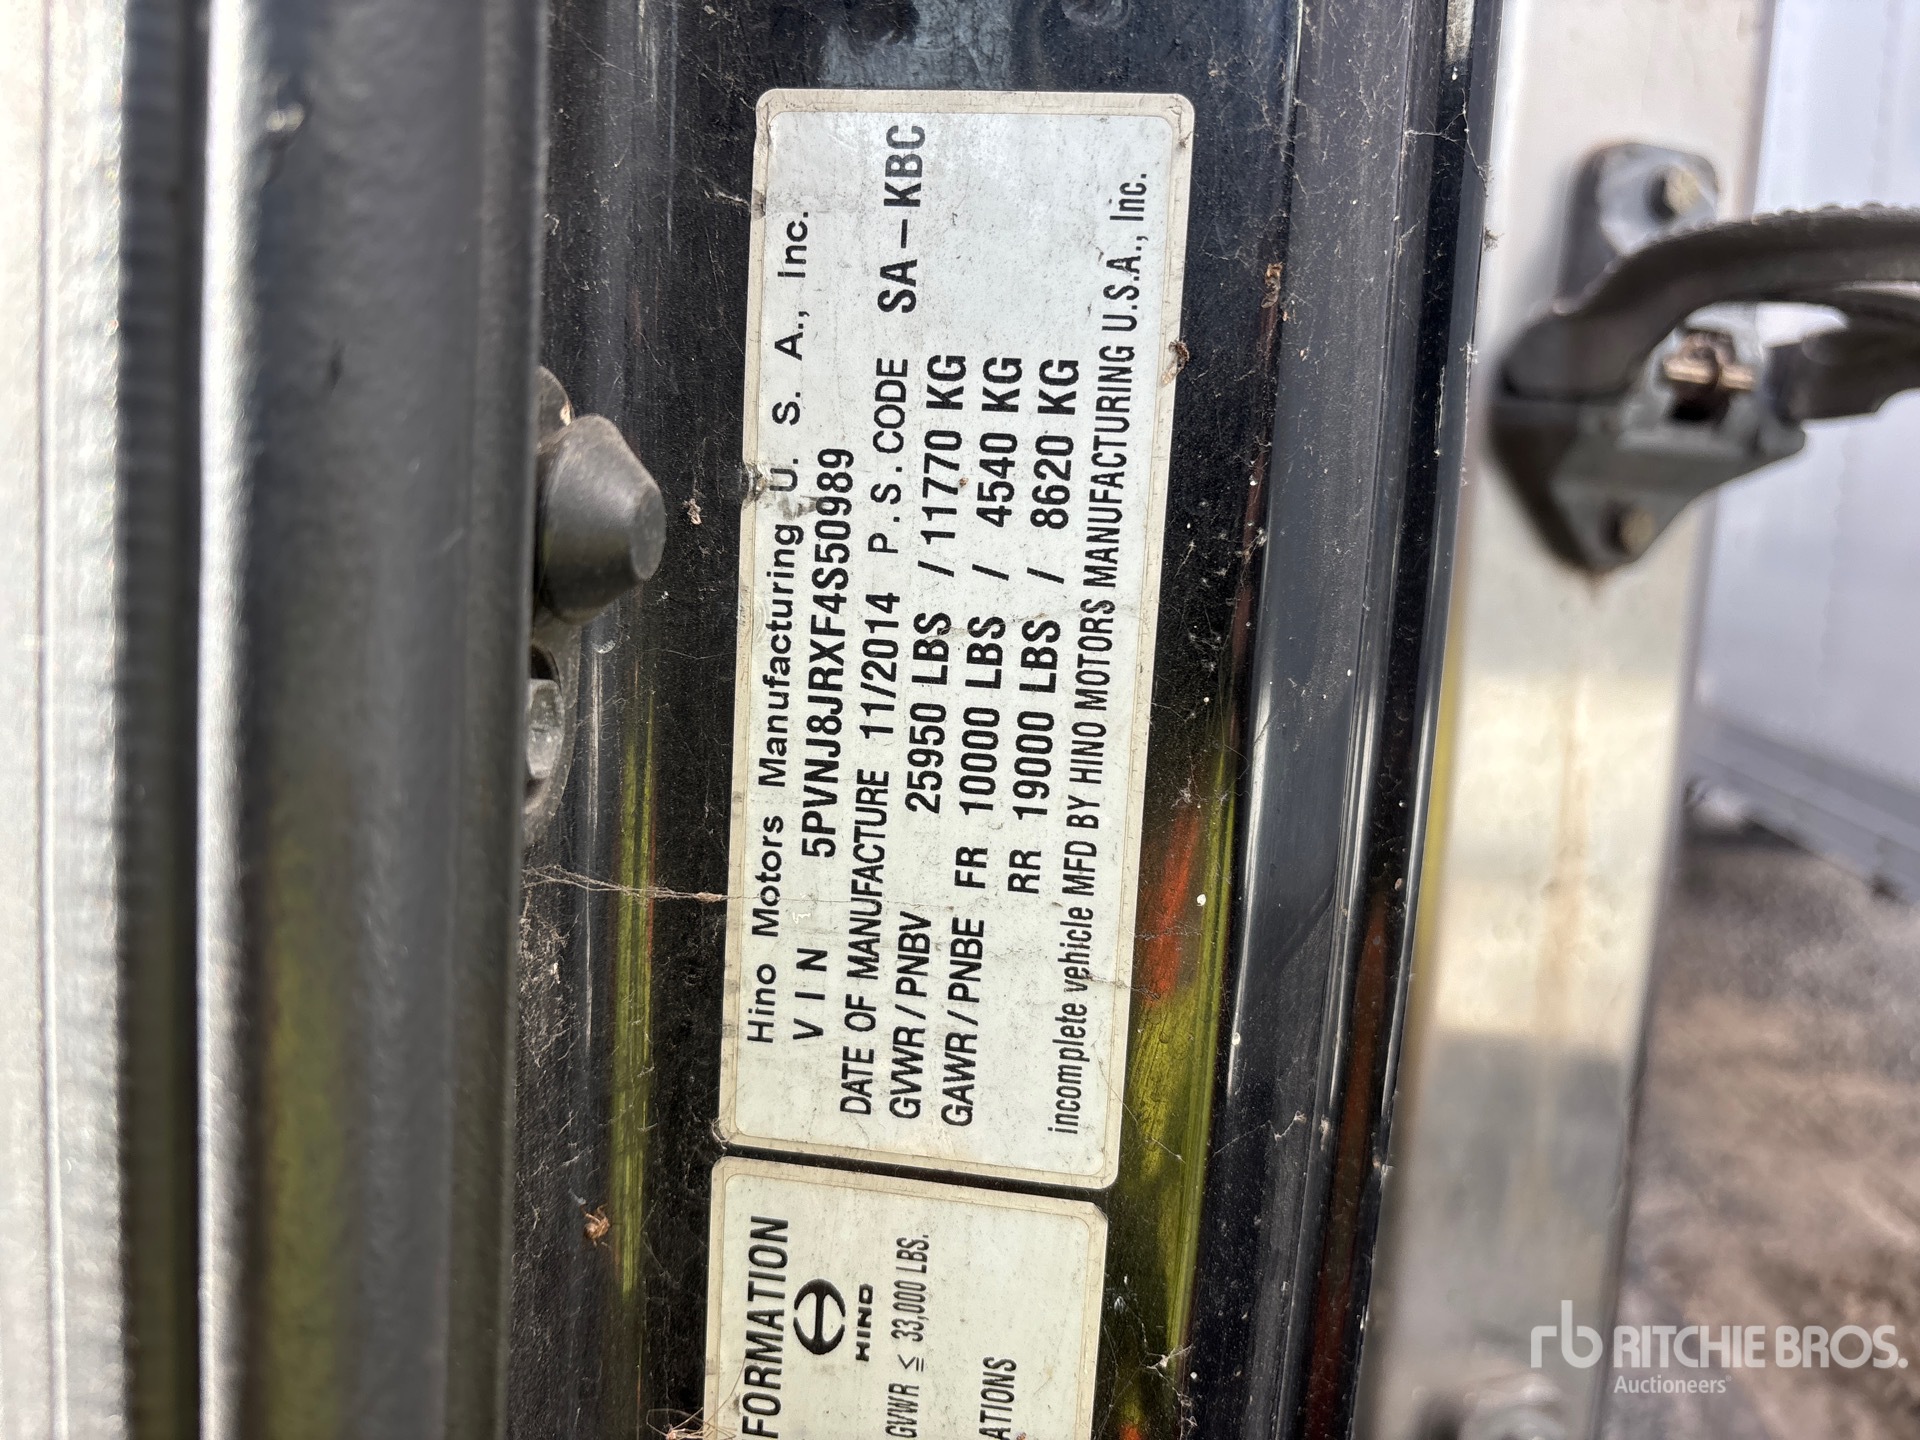 Hino Motors Manufacturing U. S. A., Inc.
VIN 5PVNJ8JRXF4S50989
DATE OF MANUFACTURE 11/2014 P.S.CODE SA-KBC
GVWR/PNBV 25950 LBS /11770 KG
GAWR/PNBE FR 10000 LBS / 4540 KG
RR 19000 LBS / 8620 KG
incomplete vehicle MFD BY HINO MOTORS MANUFACTURING U.S.A., Inc.
FORMATION
HINO
GVWR ≦ 33,000 LBS.
ATIONS
rb RITCHIE BROS.
Auctioneers